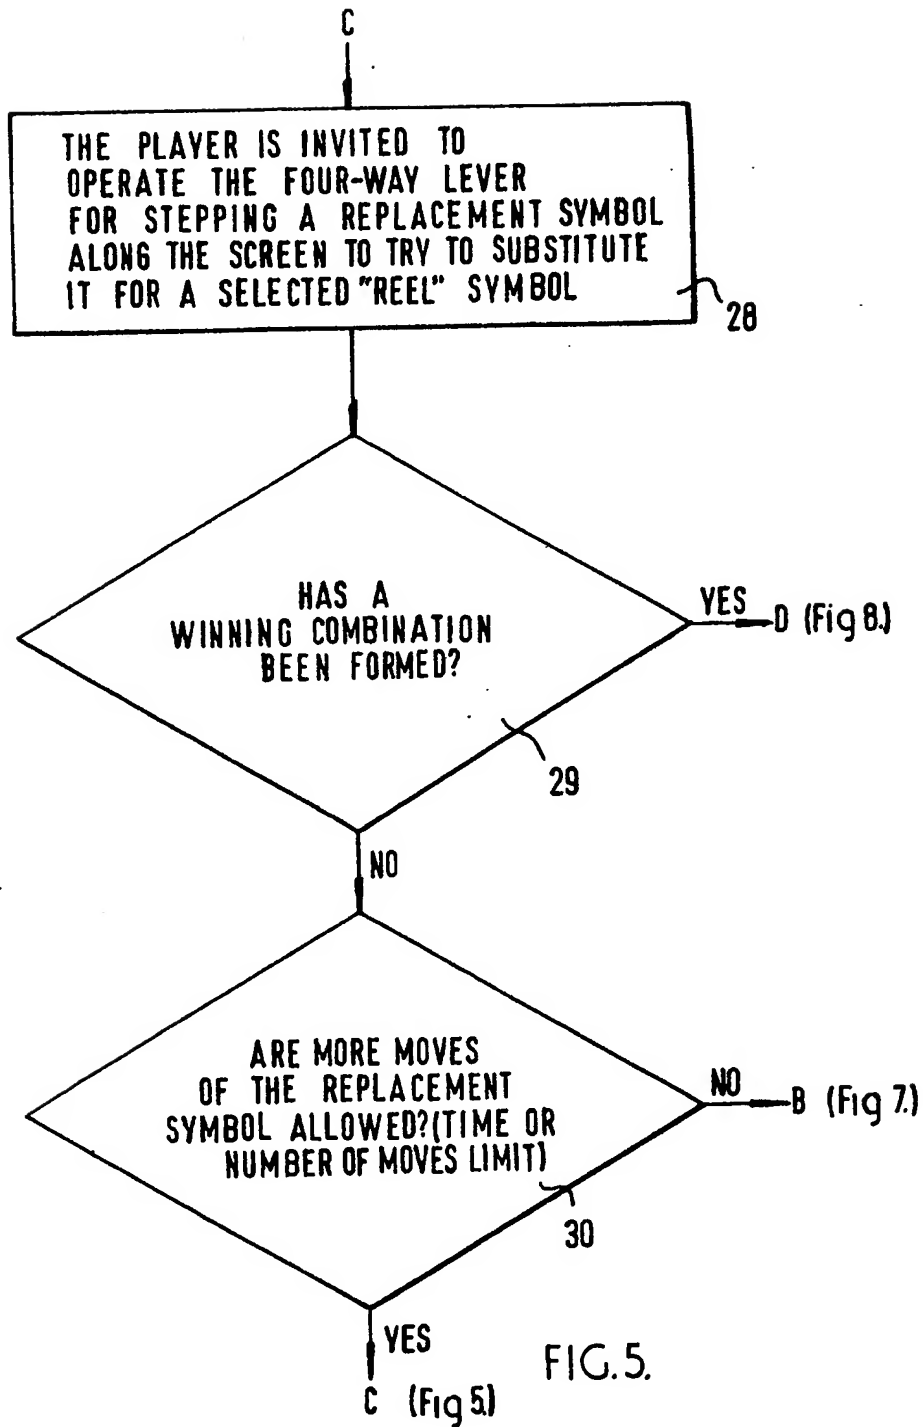 C
THE PLAYER IS INVITED TO
OPERATE THE FOUR-WAY LEVER
FOR STEPPING A REPLACEMENT SYMBOL
ALONG THE SCREEN TO TRY TO SUBSTITUTE
IT FOR A SELECTED "REEL" SYMBOL
28
HAS A
WINNING COMBINATION
BEEN FORMED?
YES
D (Fig 8.)
29
NO
ARE MORE MOVES
OF THE REPLACEMENT
SYMBOL ALLOWED?(TIME OR
NUMBER OF MOVES LIMIT)
NO
B (Fig 7.)
30
YES
C (Fig 5.)
FIG.5.